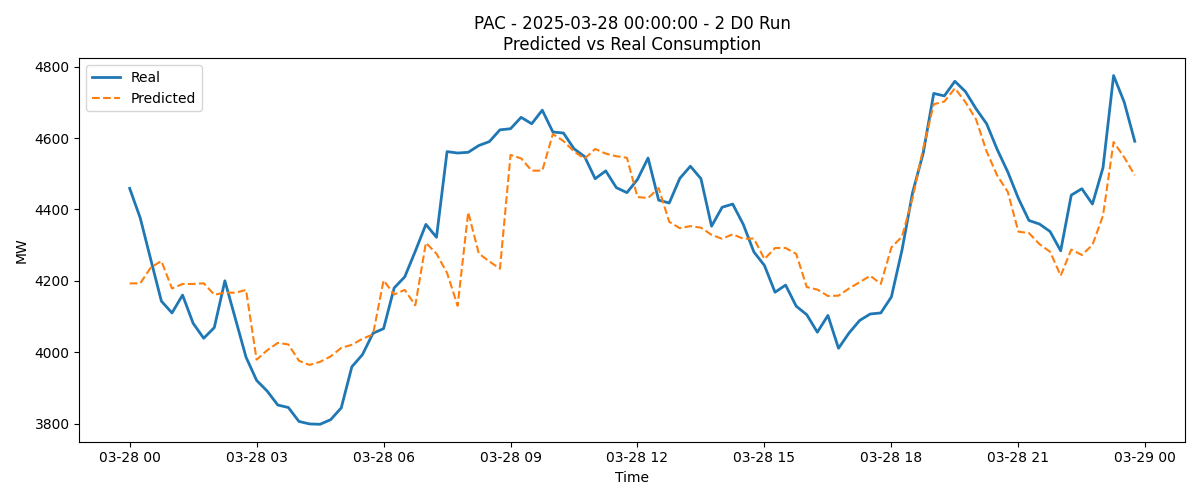 PAC - 2025-03-28 00:00:00 - 2 D0 Run
Predicted vs Real Consumption
Real
Predicted
MW
4800
4600
4400
4200
4000
3800
03-28 00
03-28 03
03-28 06
03-28 09
03-28 12
03-28 15
03-28 18
03-28 21
03-29 00
Time